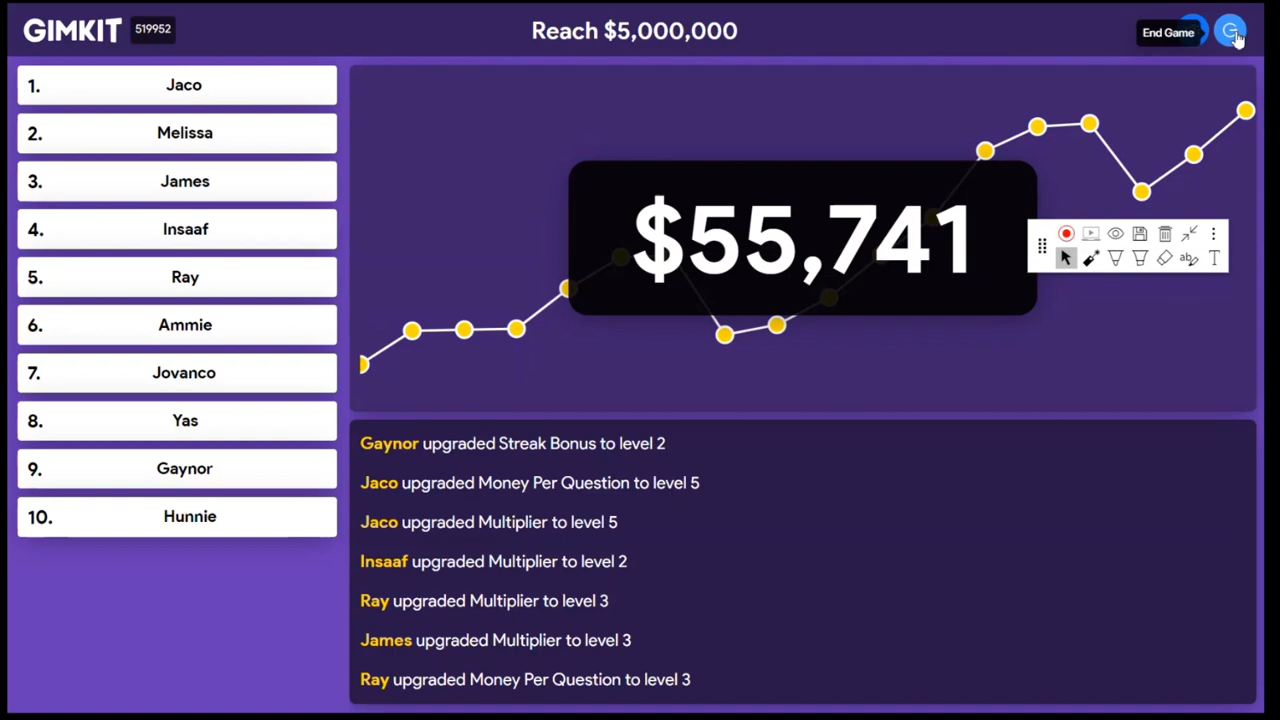 GIMKIT 519952
Reach $5,000,000
End Game
1. Jaco
2. Melissa
3. James
4. Insaaf
5. Ray
6. Ammie
7. Jovanco
8. Yas
9. Gaynor
10. Hunnie
$55,741
ab
T
Gaynor upgraded Streak Bonus to level 2
Jaco upgraded Money Per Question to level 5
Jaco upgraded Multiplier to level 5
Insaaf upgraded Multiplier to level 2
Ray upgraded Multiplier to level 3
James upgraded Multiplier to level 3
Ray upgraded Money Per Question to level 3